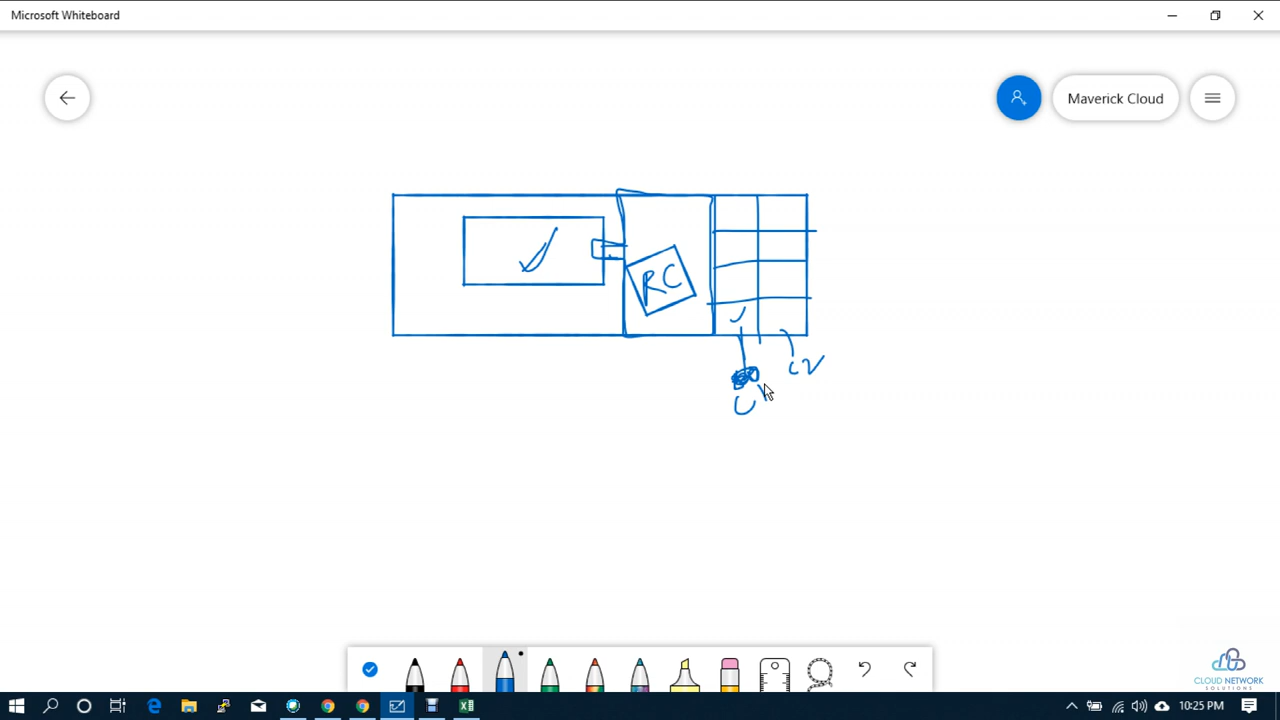 Microsoft Whiteboard
Maverick Cloud
RC
CLOUD NETWORK
SOLUTIONS
10:25 PM